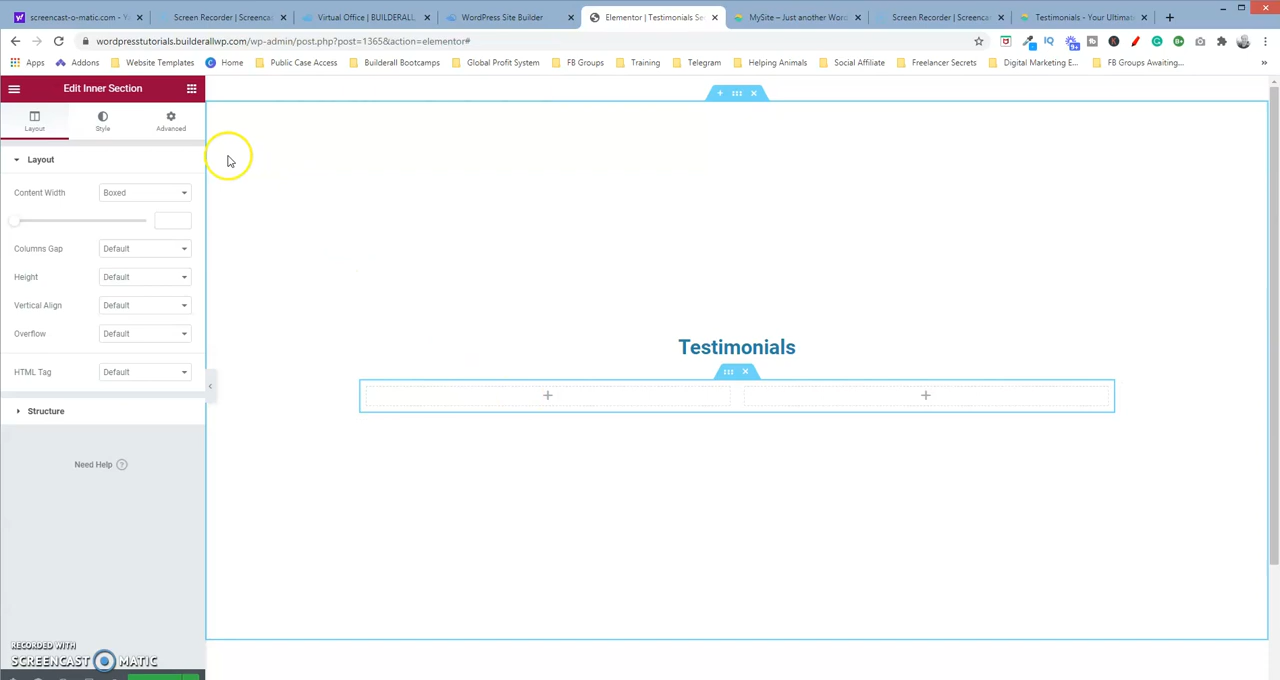 screencast-o-matic.com - Ya
Screen Recorder | Screencas
Virtual Office | BUILDERALL
WordPress Site Builder
Elementor | Testimonials Se
MySite – Just another Word
Screen Recorder | Screencas
Testimonials - Your Ultimat
wordpresstutorials.builderallwp.com/wp-admin/post.php?post=1365&action=elementor#
Apps
Addons
Website Templates
Home
Public Case Access
Builderall Bootcamps
Global Profit System
FB Groups
Training
Telegram
Helping Animals
Social Affiliate
Freelancer Secrets
Digital Marketing E...
FB Groups Awaiting...
Edit Inner Section
Layout
Style
Advanced
Layout
Content Width
Boxed
Columns Gap
Default
Height
Default
Vertical Align
Default
Overflow
Default
HTML Tag
Default
Structure
Need Help ?
Testimonials
RECORDED WITH
SCREENCAST MATIC